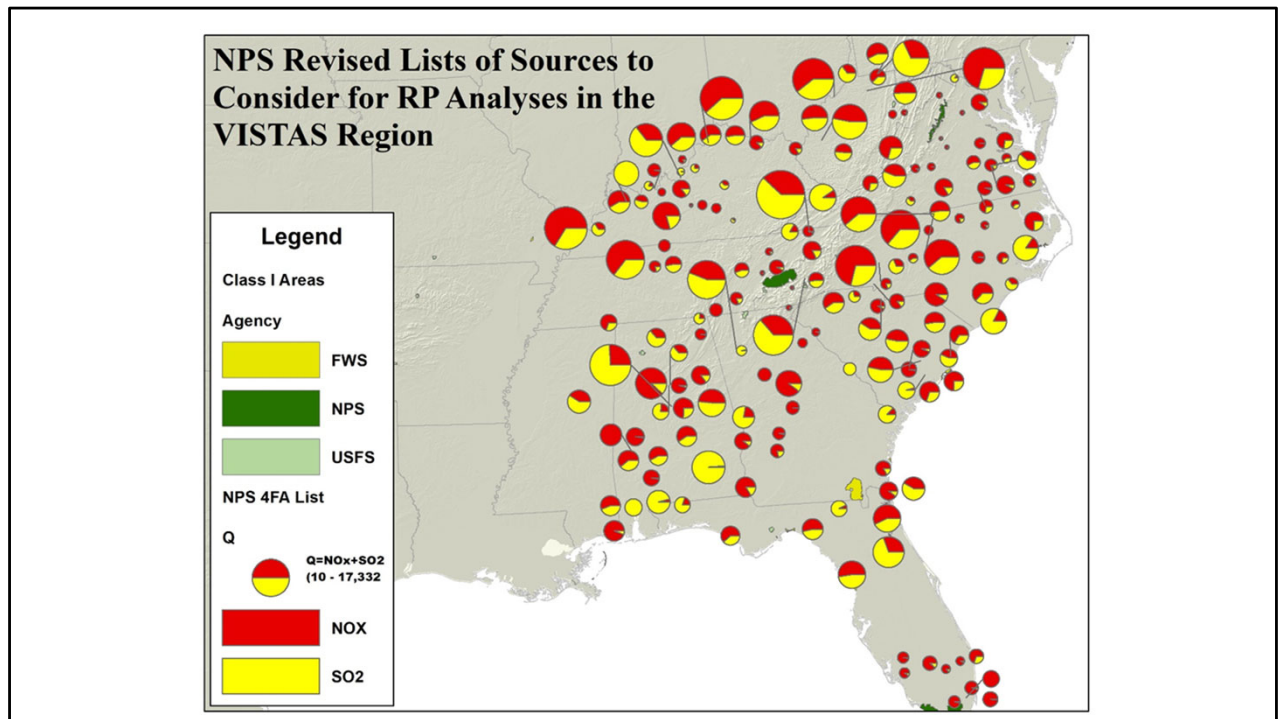 NPS Revised Lists of Sources to
Consider for RP Analyses in the
VISTAS Region
Legend
Class I Areas
Agency
FWS
NPS
USFS
NPS 4FA List
Q
Q=NOx+SO2
(10 - 17,332
NOX
SO2